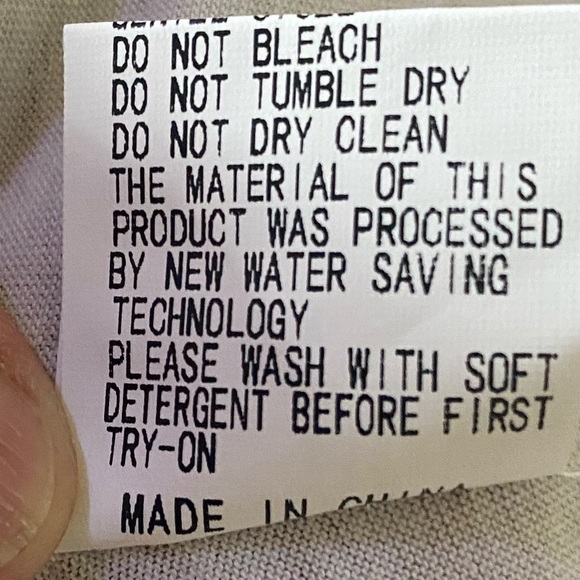 DO NOT BLEACH
DO NOT TUMBLE DRY
DO NOT DRY CLEAN
THE MATERIAL OF THIS
PRODUCT WAS PROCESSED
BY NEW WATER SAVING
TECHNOLOGY
PLEASE WASH WITH SOFT
DETERGENT BEFORE FIRST
TRY-ON
MADE IN CHINA